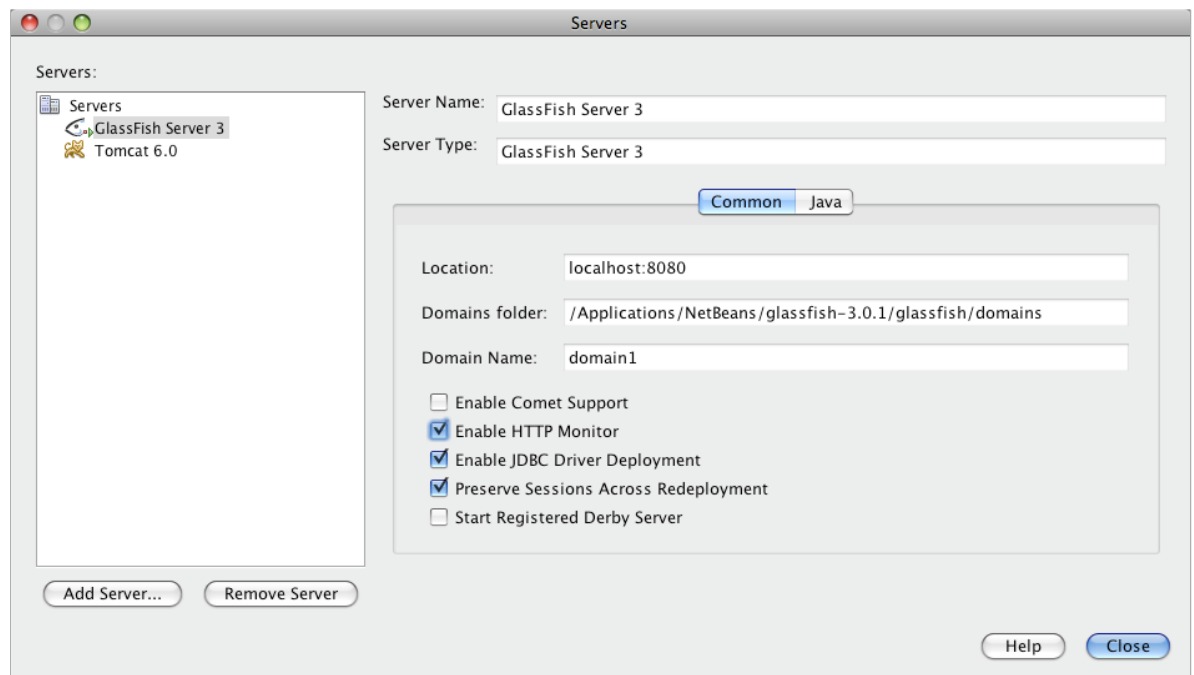 Servers
Servers:
Servers
GlassFish Server 3
Tomcat 6.0
Add Server...
Remove Server
Server Name: GlassFish Server 3
Server Type: GlassFish Server 3
Common Java
Location: localhost:8080
Domains folder: /Applications/NetBeans/glassfish-3.0.1/glassfish/domains
Domain Name: domain1
Enable Comet Support
Enable HTTP Monitor
Enable JDBC Driver Deployment
Preserve Sessions Across Redeployment
Start Registered Derby Server
Help Close